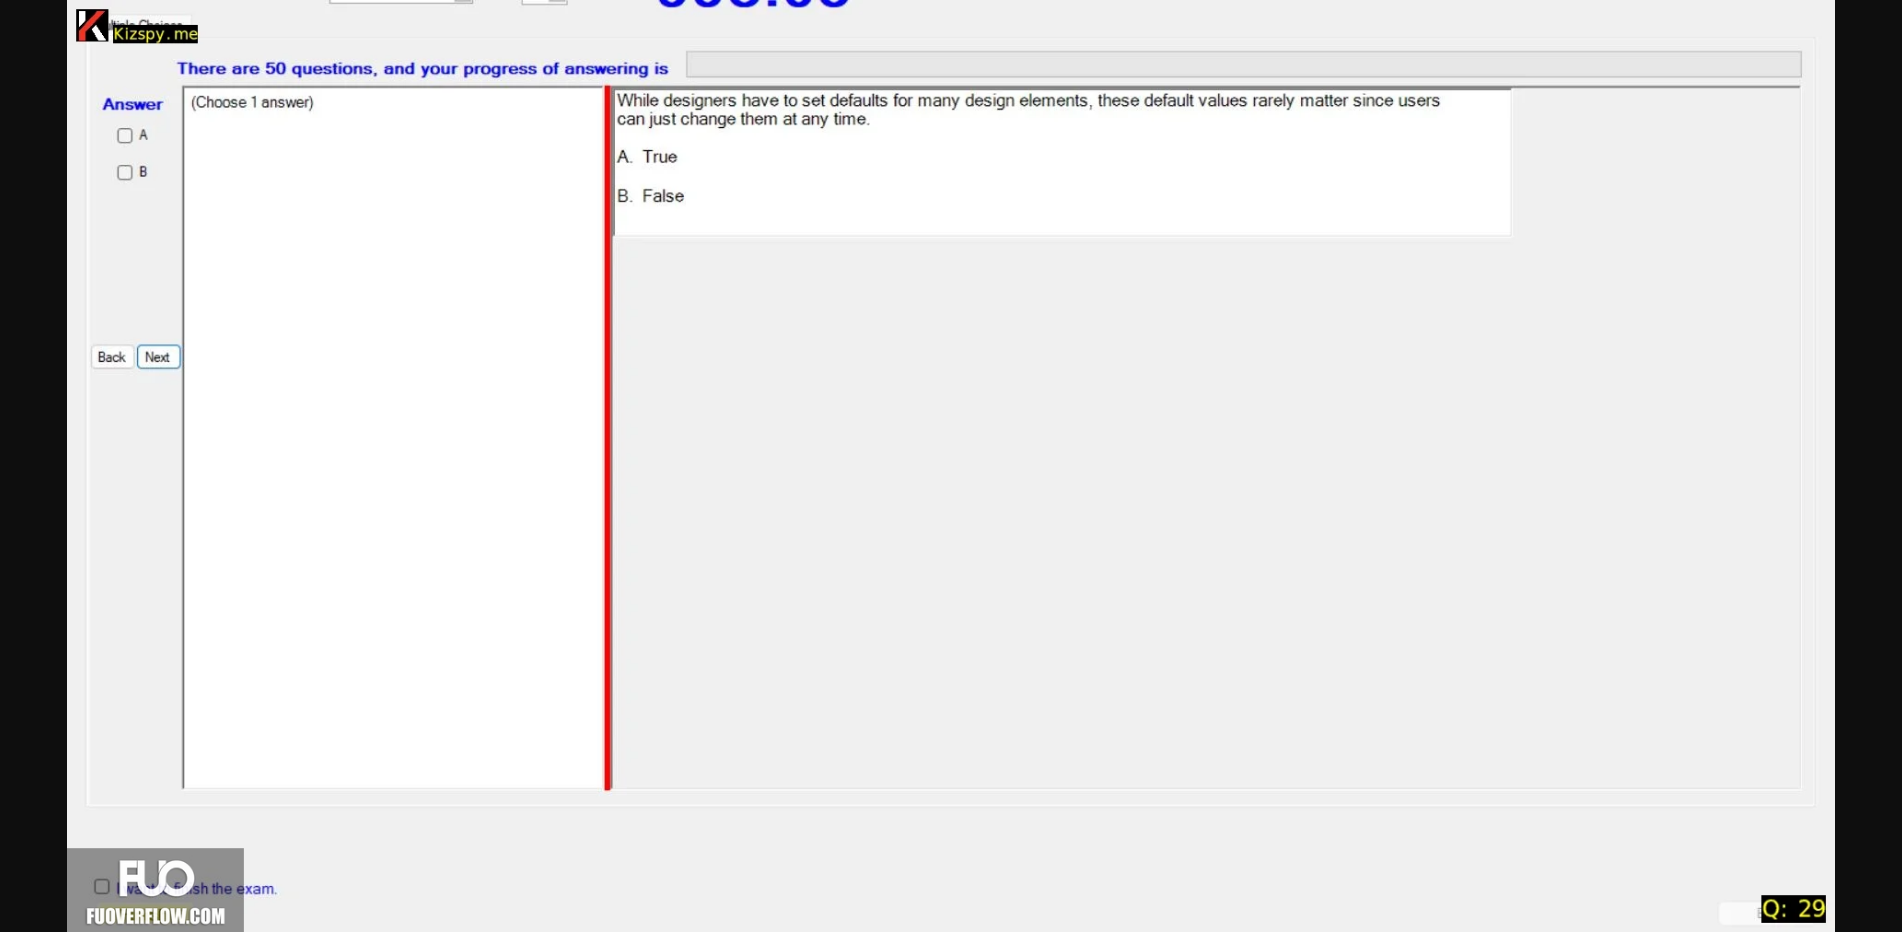 Kizspy.me
There are 50 questions, and your progress of answering is
Answer
(Choose 1 answer)
While designers have to set defaults for many design elements, these default values rarely matter since users
can just change them at any time.
A
A. True
B
B. False
Back
Next
FUO
the exam.
FUOVERFLOW.COM
Q: 29